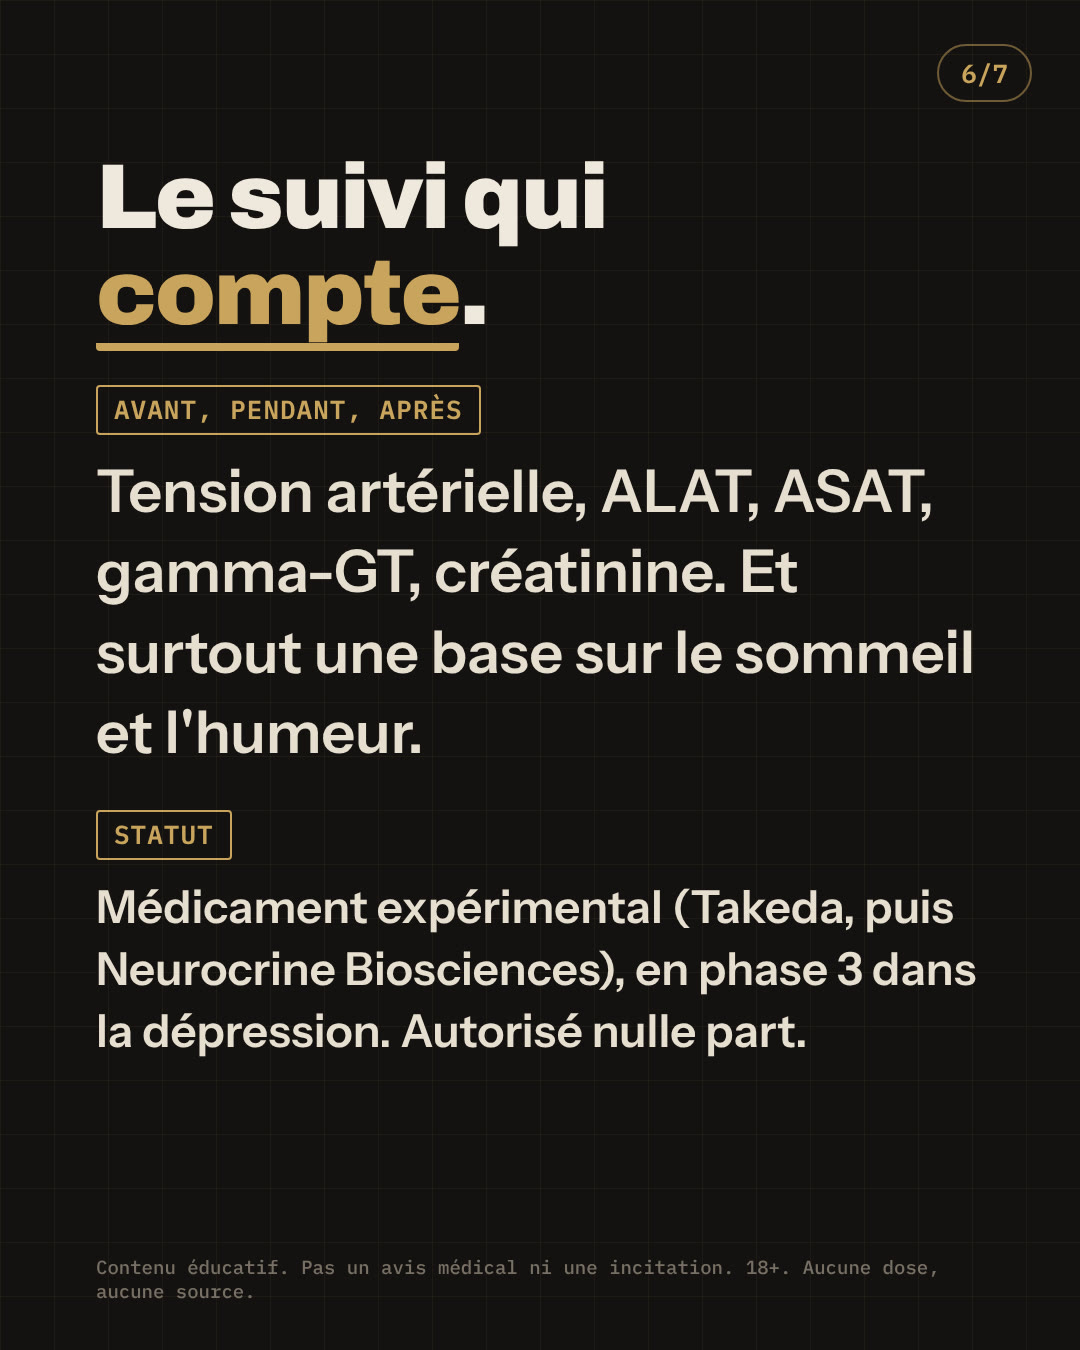 6/7
Le suivi qui
compte.
AVANT, PENDANT, APRÈS
Tension artérielle, ALAT, ASAT,
gamma-GT, créatinine. Et
surtout une base sur le sommeil
et l'humeur.
STATUT
Médicament expérimental (Takeda, puis
Neurocrine Biosciences), en phase 3 dans
la dépression. Autorisé nulle part.
Contenu éducatif. Pas un avis médical ni une incitation. 18+. Aucune dose,
aucune source.